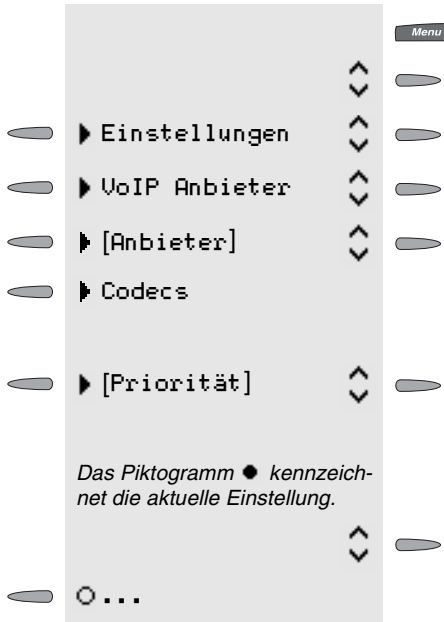 Menu
Einstellungen
VoIP Anbieter
[Anbieter]
Codecs
[Priorität]
Das Piktogramm ● kennzeich-
net die aktuelle Einstellung.
○...